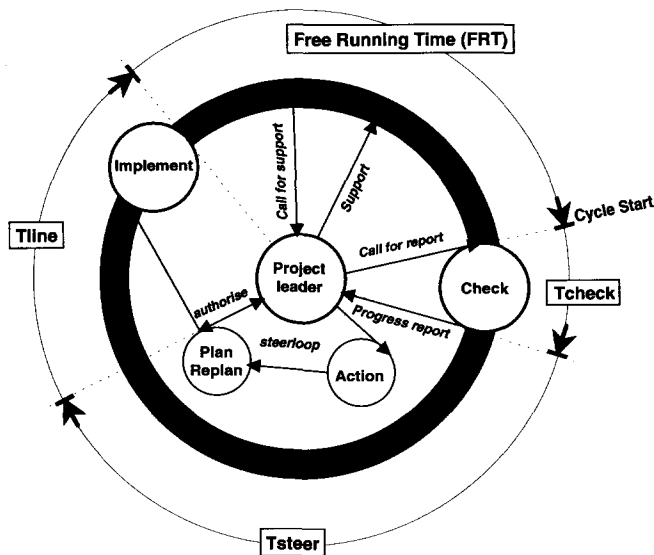 Free Running Time (FRT)
Implement
Call for support
Support
Cycle Start
Call for report
Tline
Project
leader
Check
Tcheck
authorise
Progress report
steerloop
Plan
Replan
Action
Tsteer